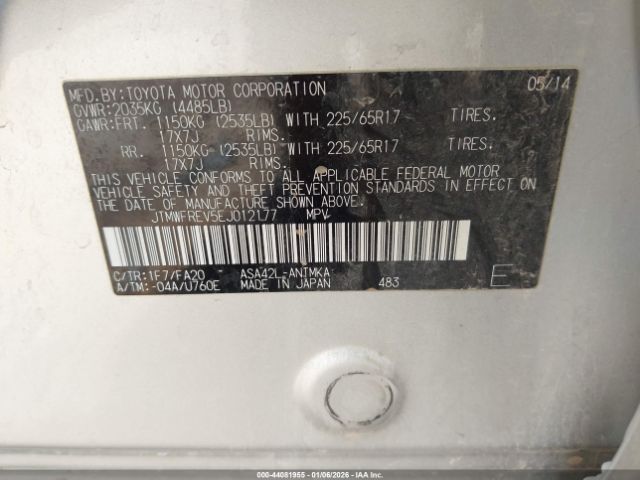 MFD. BY: TOYOTA MOTOR CORPORATION 05/14
GVWR: 2035KG (4485LB)
GAWR: FRT. 1150KG (2535LB) WITH 225/65R17 TIRES.
17X7J RIMS.
RR. 1150KG (2535LB) WITH 225/65R17 TIRES.
17X7J RIMS.
THIS VEHICLE CONFORMS TO ALL APPLICABLE FEDERAL MOTOR
VEHICLE SAFETY AND THEFT PREVENTION STANDARDS IN EFFECT ON
THE DATE OF MANUFACTURE SHOWN ABOVE.
JTMWFREV5EJ012177 MPV
C/TR: 1F7/FA20 ASA42L-ANTMKA
A/TM: -04A/U760E MADE IN JAPAN 483 E
000-44081955 | 01/06/2026 | IAA Inc. (IAA)